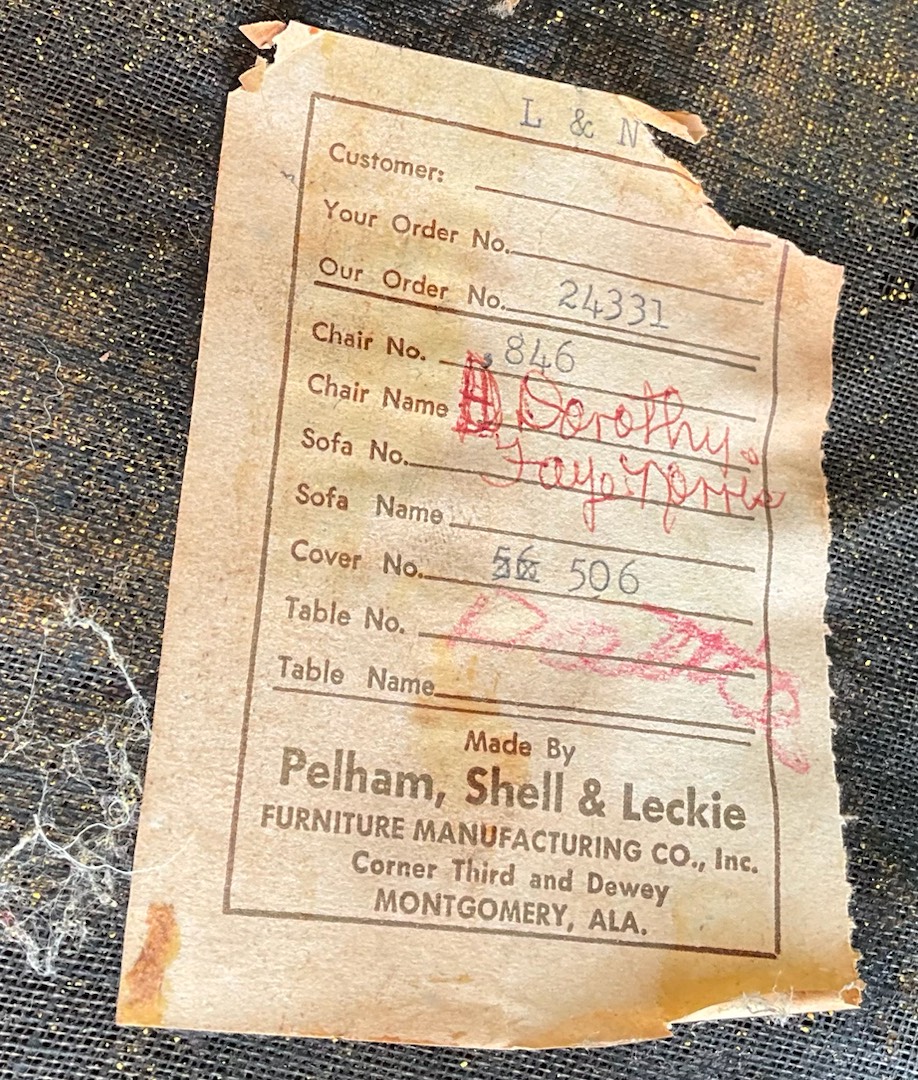 L & N
Customer:
Your Order No.
Our Order No. 24331
Chair No. 846
Chair Name Dorothy
Sofa No. Faye Norris
Sofa Name
Cover No. 506
Table No.
Table Name
Made By
Pelham, Shell & Leckie
FURNITURE MANUFACTURING CO., Inc.
Corner Third and Dewey
MONTGOMERY, ALA.